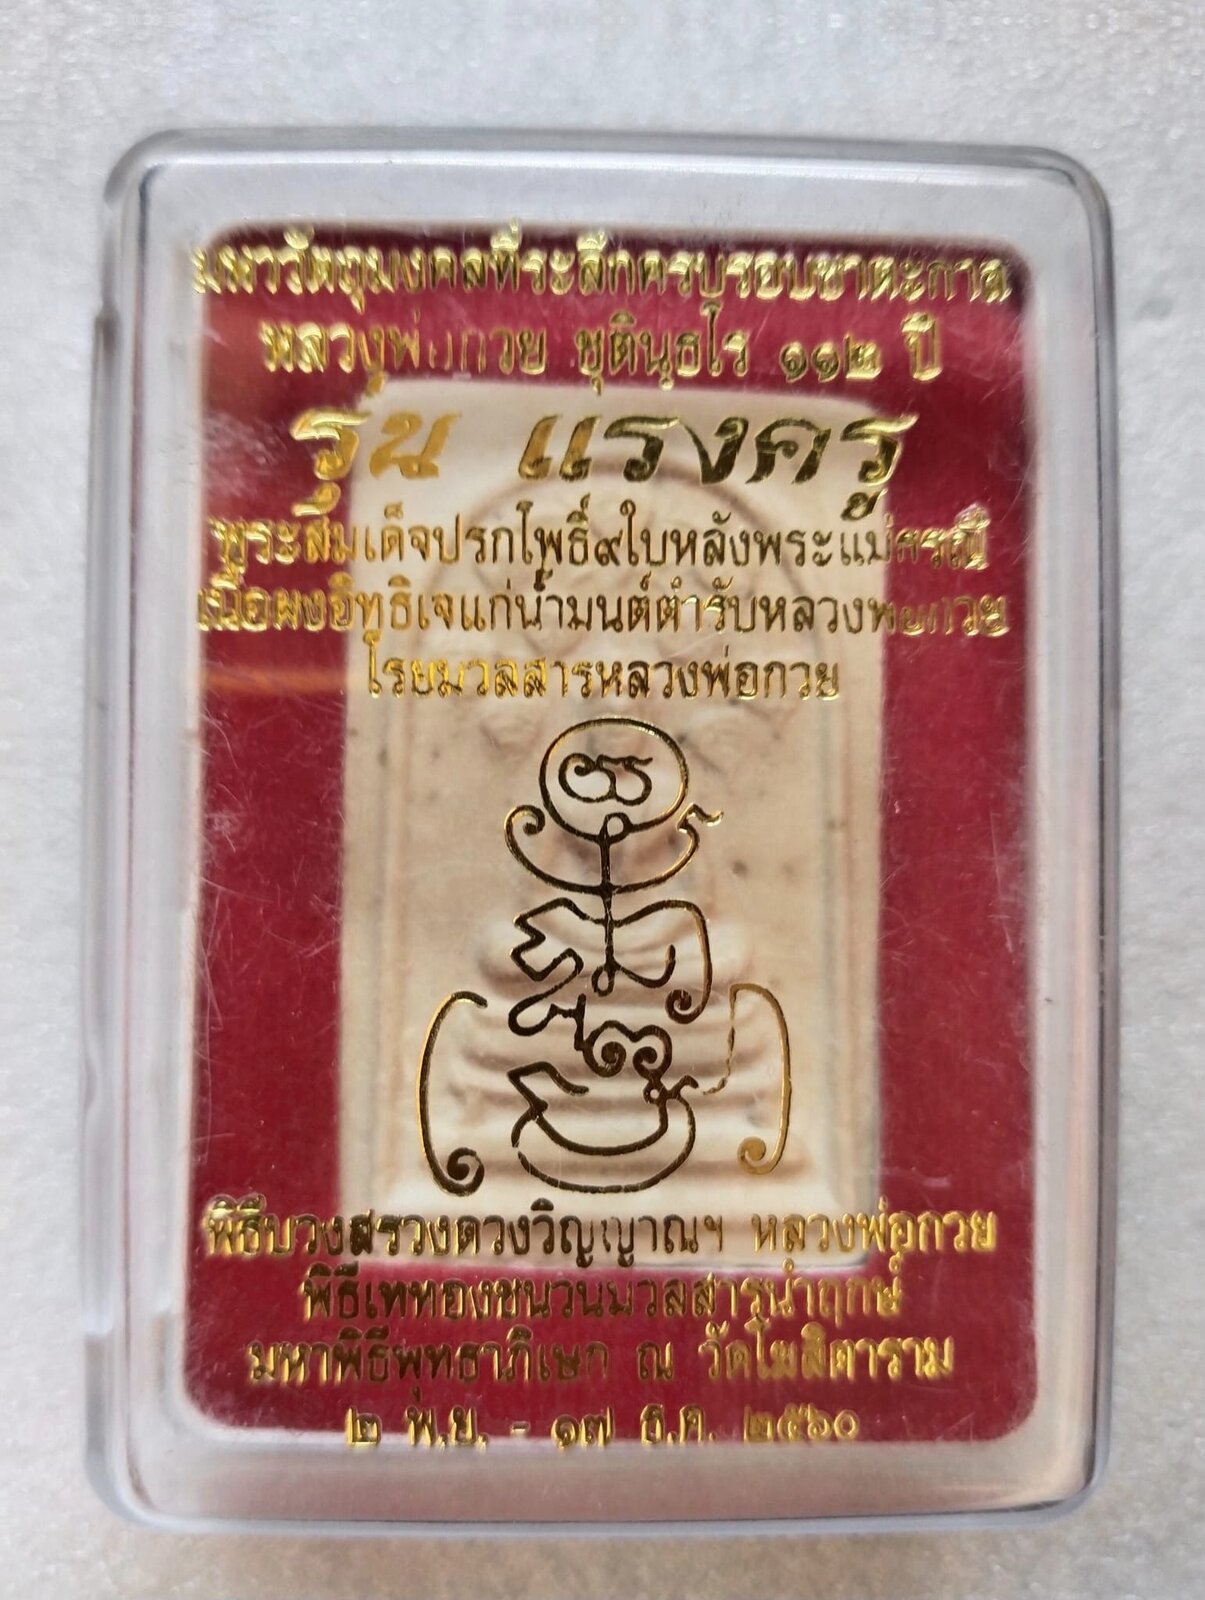 มหาวัตถุมงคลที่ระลึกครบรอบชาตะกาล
หลวงพ่อกวย ชุตินฺธโร ๑๑๒ ปี
รุ่น แรงครู
พระสมเด็จปรกโพธิ์๙ใบหลังพระแม่ธรณี
เนื้อผงอิทธิเจแก่น้ำมนต์ตำรับหลวงพ่อกวย
โรยมวลสารหลวงพ่อกวย
พิธีบวงสรวงดวงวิญญาณฯ หลวงพ่อกวย
พิธีเททองชนวนมวลสารนำฤกษ์
มหาพิธีพุทธาภิเษก ณ วัดโฆสิตาราม
๒ พ.ย. - ๑๗ ธ.ค. ๒๕๖๐